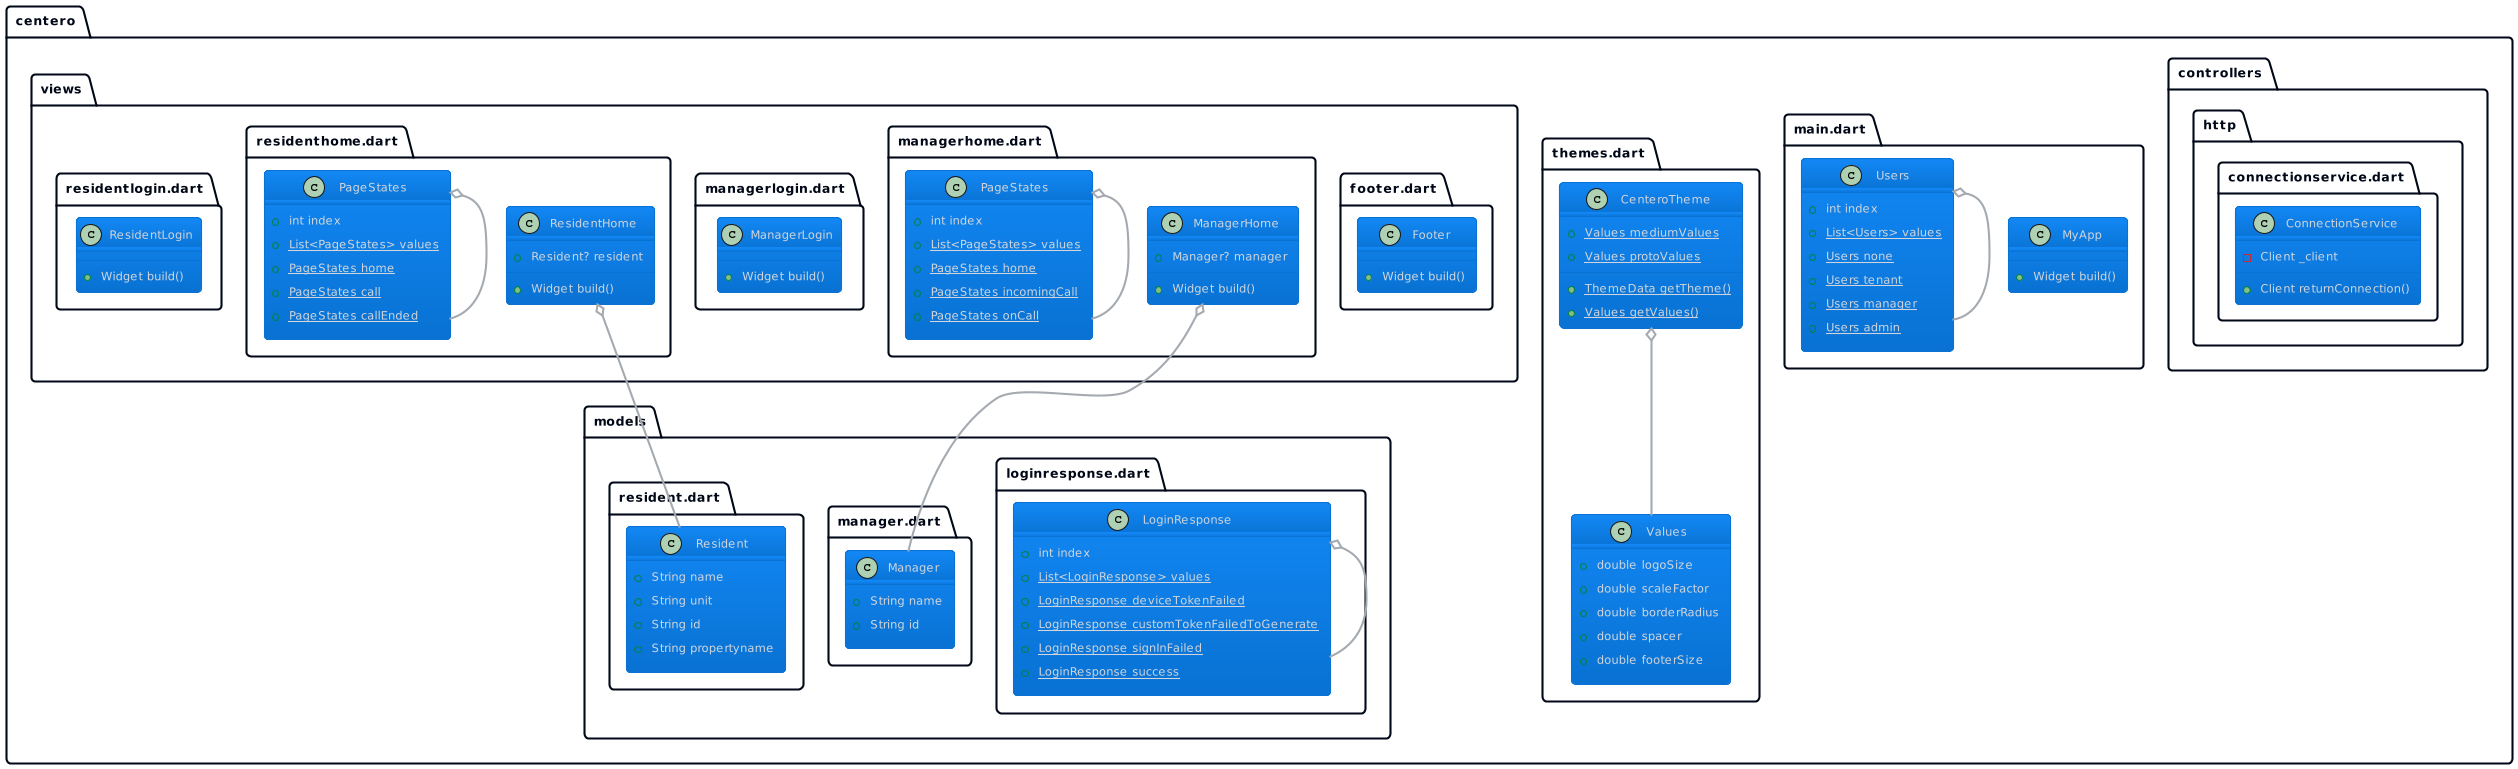 centero
views
residentlogin.dart
C ResidentLogin
Widget build()
residenthome.dart
C PageStates
int index
List<PageStates> values
PageStates home
PageStates call
PageStates callEnded
C ResidentHome
Resident? resident
Widget build()
managerlogin.dart
C ManagerLogin
Widget build()
managerhome.dart
C PageStates
int index
List<PageStates> values
PageStates home
PageStates incomingCall
PageStates onCall
C ManagerHome
Manager? manager
Widget build()
footer.dart
C Footer
Widget build()
themes.dart
C CenteroTheme
Values mediumValues
Values protoValues
ThemeData getTheme()
Values getValues()
C Values
double logoSize
double scaleFactor
double borderRadius
double spacer
double footerSize
main.dart
C Users
int index
List<Users> values
Users none
Users tenant
Users manager
Users admin
C MyApp
Widget build()
controllers
http
connectionservice.dart
C ConnectionService
Client _client
Client returnConnection()
models
resident.dart
C Resident
String name
String unit
String id
String propertyname
manager.dart
C Manager
String name
String id
loginresponse.dart
C LoginResponse
int index
List<LoginResponse> values
LoginResponse deviceTokenFailed
LoginResponse customTokenFailedToGenerate
LoginResponse signInFailed
LoginResponse success